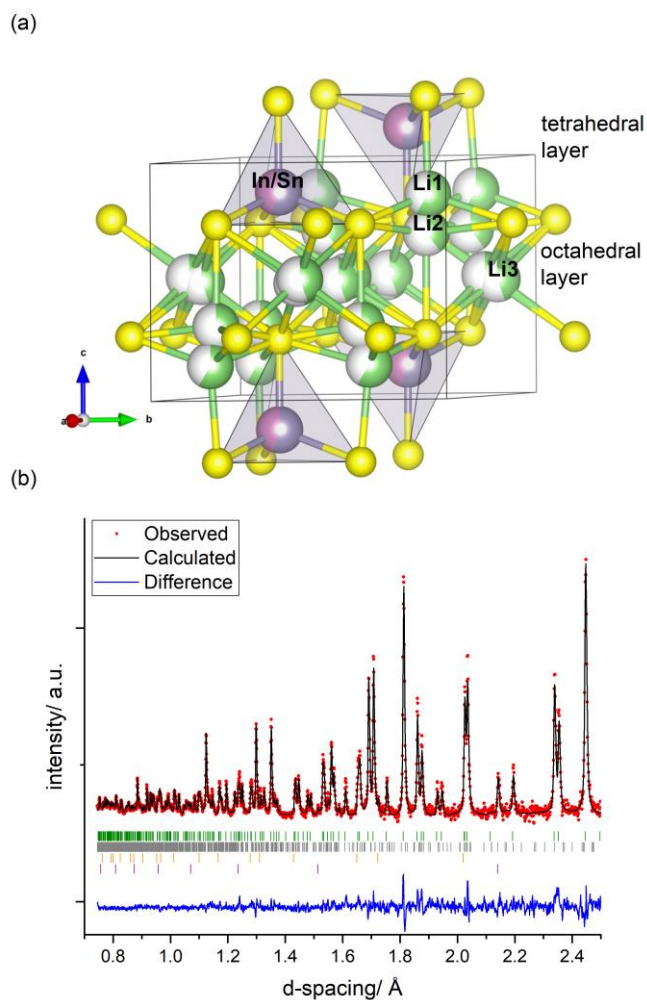 (a)
tetrahedral
layer
In/Sn
Li1
Li2
Li3
octahedral
layer
c
a
b
(b)
Observed
Calculated
Difference
intensity/ a.u.
0.8 1.0 1.2 1.4 1.6 1.8 2.0 2.2 2.4
d-spacing/ Å